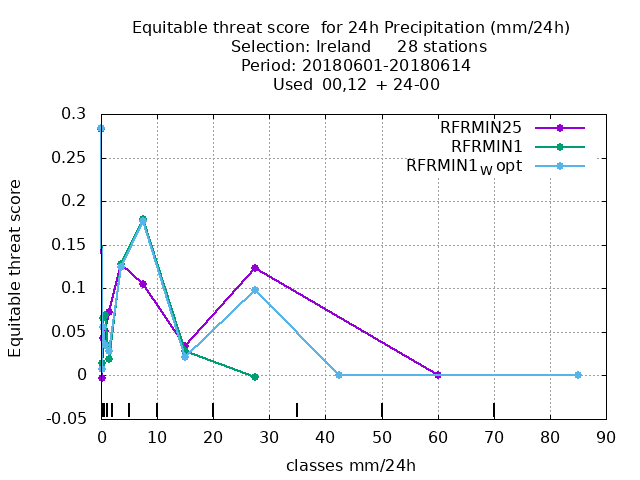 Equitable threat score for 24h Precipitation (mm/24h)
Selection: Ireland 28 stations
Period: 20180601-20180614
Used 00,12 + 24-00
RFRMIN25
RFRMIN1
RFRMIN1W opt
Equitable threat score
0.3
0.25
0.2
0.15
0.1
0.05
0
-0.05
0 10 20 30 40 50 60 70 80 90
classes mm/24h